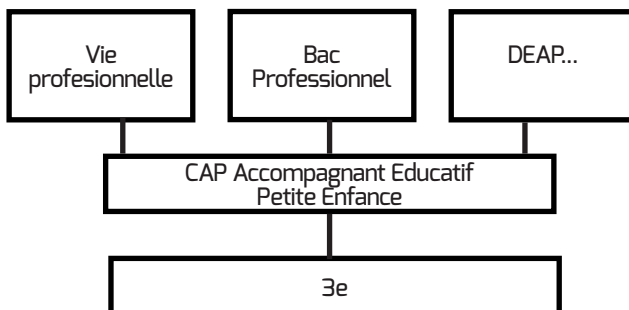 Vie
profesionnelle
Bac
Professionnel
DEAP...
CAP Accompagnant Educatif
Petite Enfance
3e